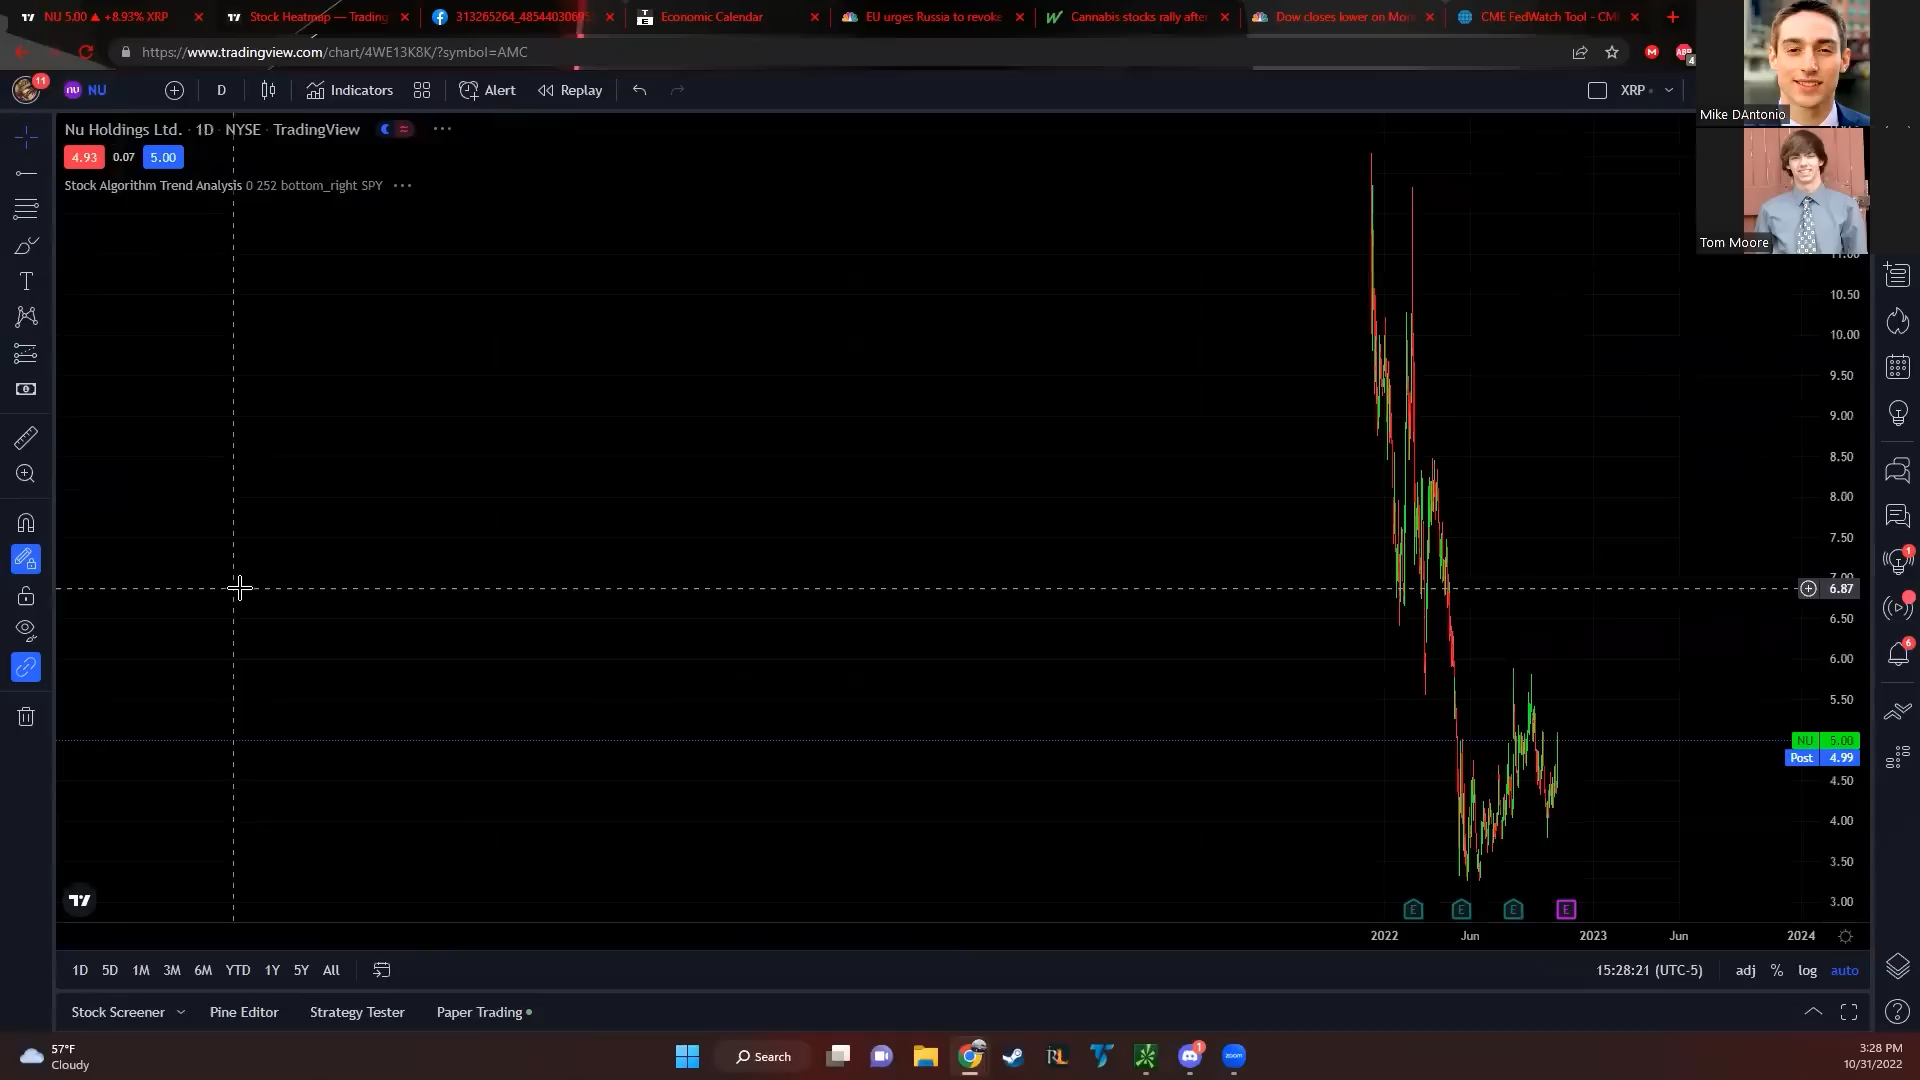 NU 5.00 ▲ +8.93% XRP
Stock Heatmap — Trading
313265264_4854403069
Economic Calendar
EU urges Russia to revoke
Cannabis stocks rally after
Dow closes lower on Mon
CME FedWatch Tool - CM
https://www.tradingview.com/chart/4WE13K8K/?symbol=AMC
4
11
NU
D
Indicators
Alert
Replay
XRP
Mike DAntonio
Tom Moore
Nu Holdings Ltd. · 1D · NYSE · TradingView
4.93 0.07 5.00
Stock Algorithm Trend Analysis 0 252 bottom_right SPY
11.00
10.50
10.00
9.50
9.00
8.50
8.00
7.50
7.00
6.87
6.50
6.00
5.50
NU 5.00
Post 4.99
4.50
4.00
3.50
3.00
1
6
E E E E
2022 Jun 2023 Jun 2024
1D 5D 1M 3M 6M YTD 1Y 5Y All
15:28:21 (UTC-5) adj % log auto
Stock Screener Pine Editor Strategy Tester Paper Trading
57°F
Cloudy
Search
RL
1
zoom
3:28 PM
10/31/2022